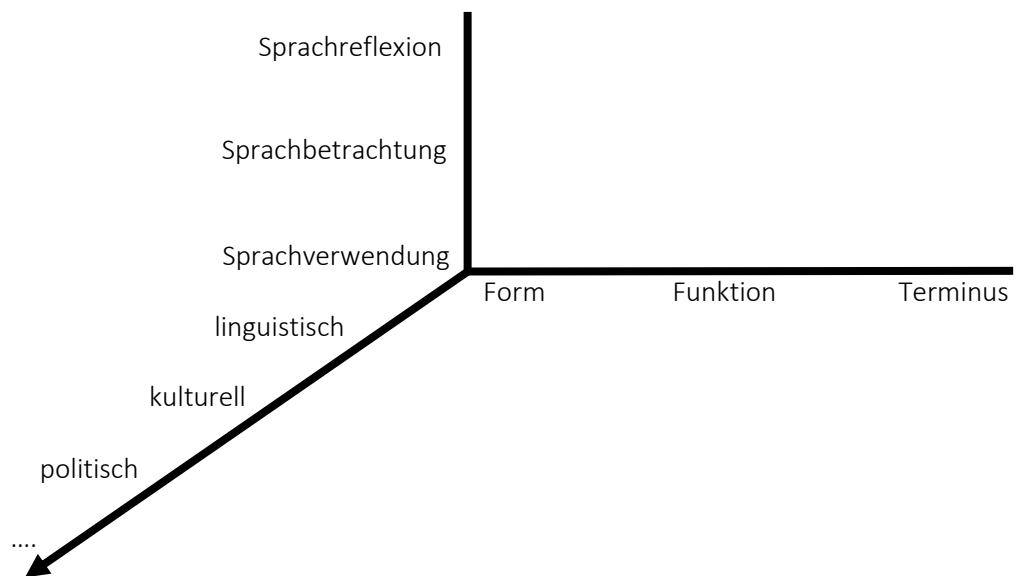 Sprachreflexion
Sprachbetrachtung
Sprachverwendung
Form Funktion Terminus
linguistisch
kulturell
politisch
....